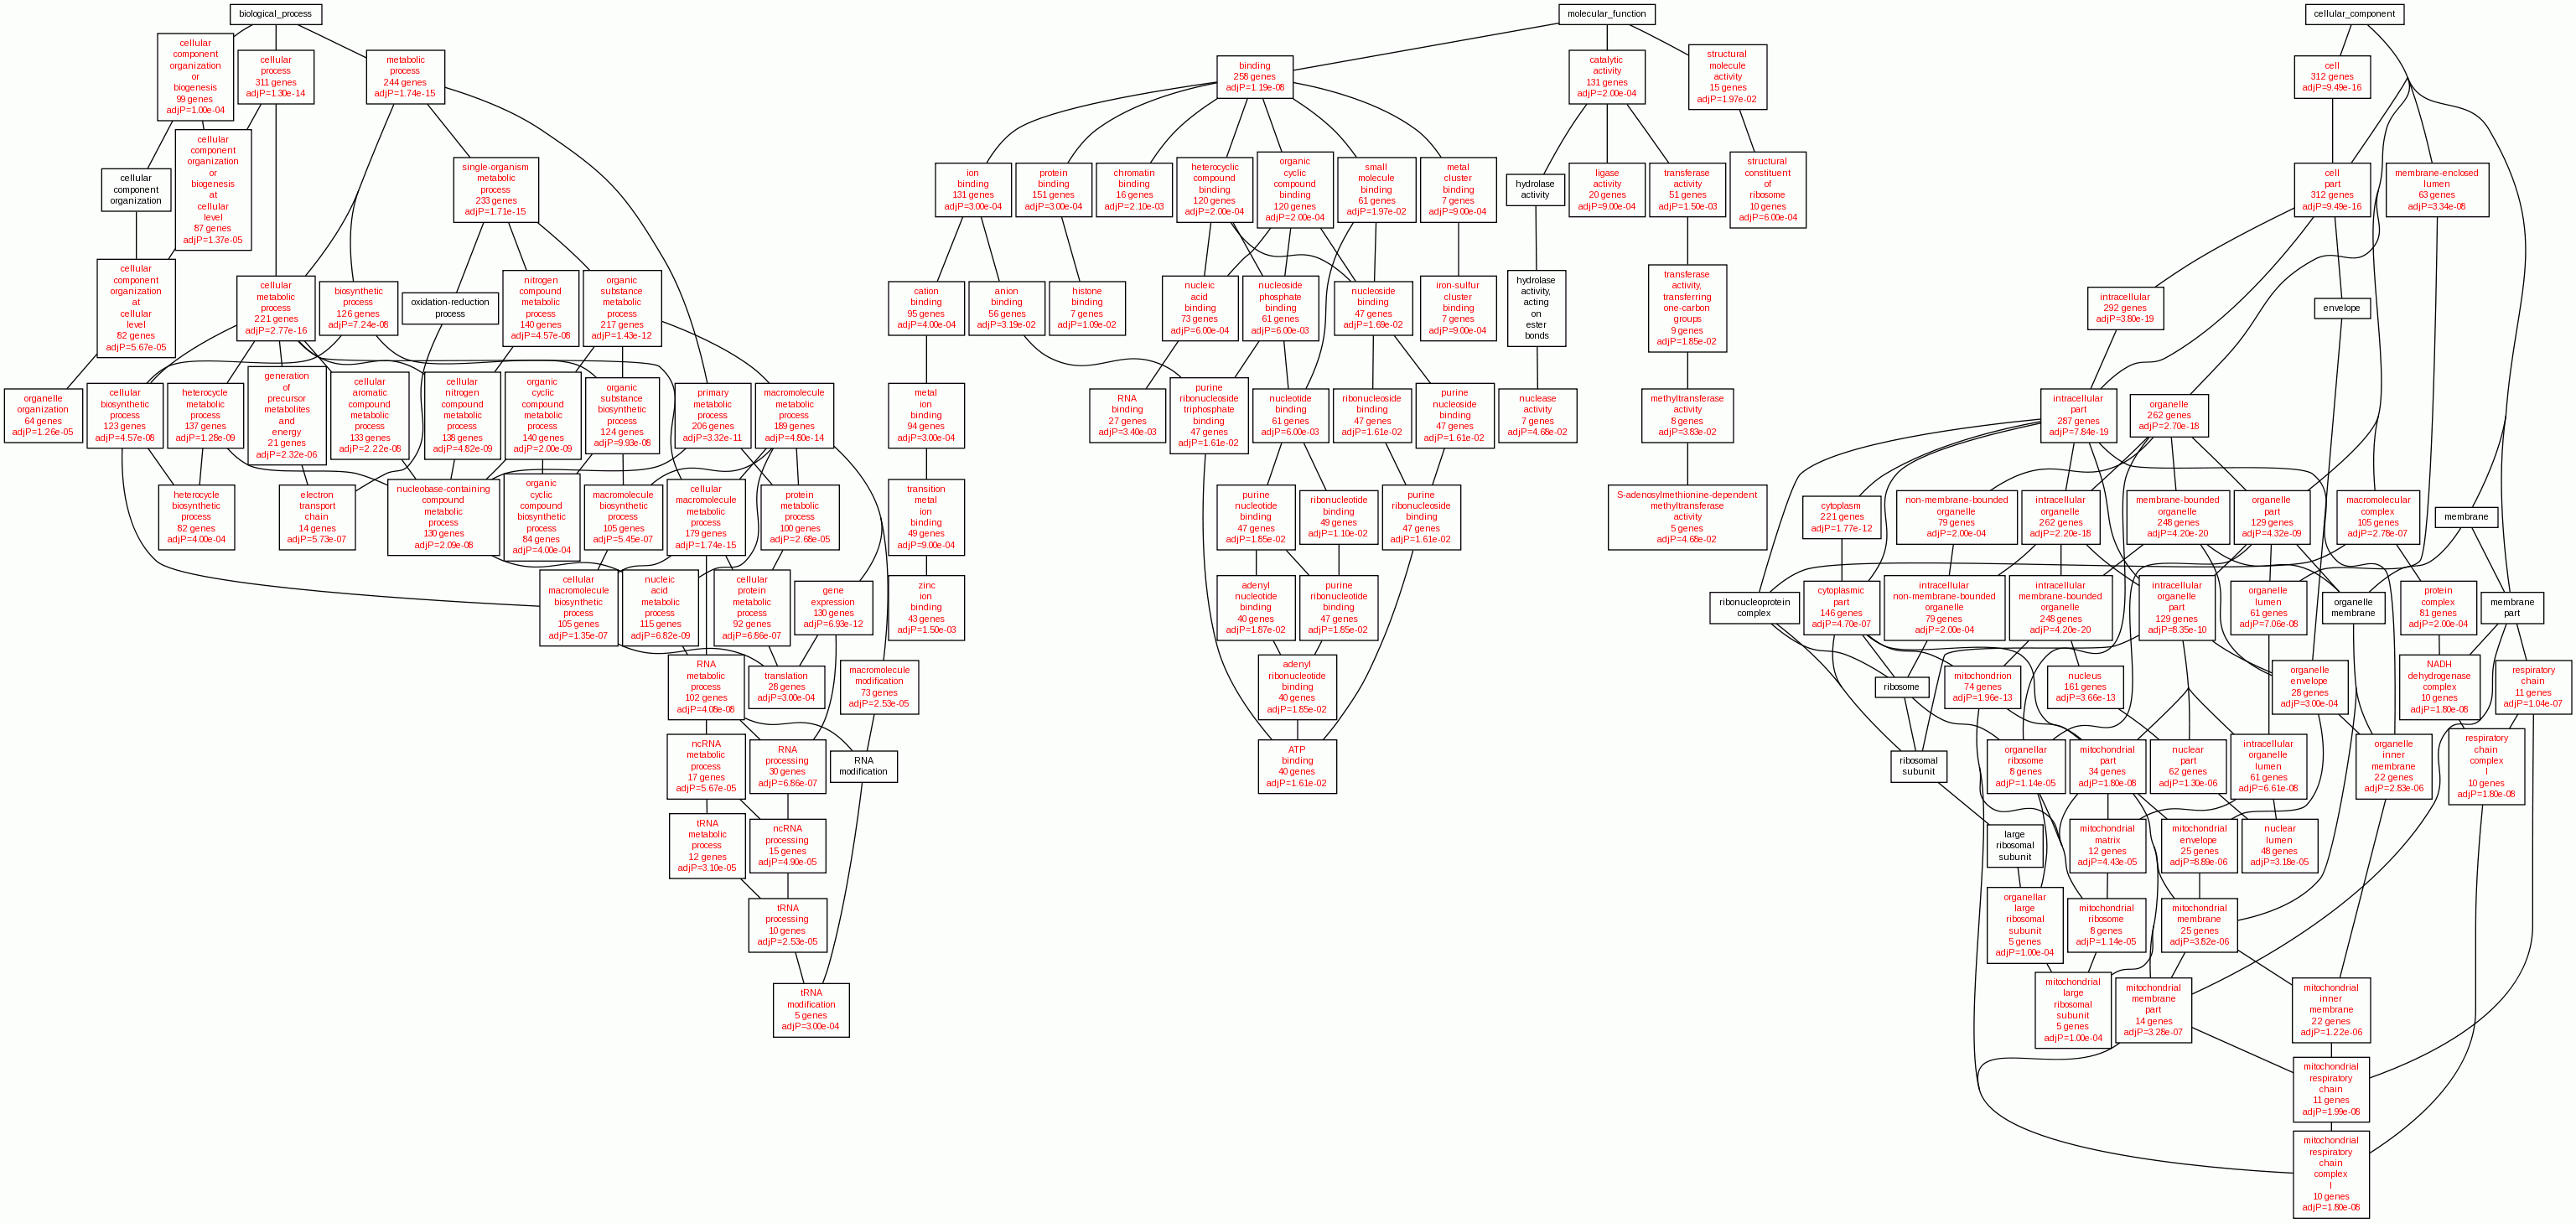 biological_process
cellular
component
organization
or
biogenesis
99 genes
adjP=1.00e-04
cellular
process
311 genes
adjP=1.30e-14
metabolic
process
244 genes
adjP=1.74e-15
cellular
component
organization
cellular
component
organization
or
biogenesis
at
cellular
level
87 genes
adjP=1.37e-05
single-organism
metabolic
process
233 genes
adjP=1.71e-15
cellular
component
organization
at
cellular
level
82 genes
adjP=5.67e-05
cellular
metabolic
process
221 genes
adjP=2.77e-16
biosynthetic
process
126 genes
adjP=7.24e-08
oxidation-reduction
process
nitrogen
compound
metabolic
process
140 genes
adjP=4.57e-08
organic
substance
metabolic
process
217 genes
adjP=1.43e-12
organelle
organization
64 genes
adjP=1.26e-05
cellular
biosynthetic
process
123 genes
adjP=4.57e-08
heterocycle
metabolic
process
137 genes
adjP=1.28e-09
generation
of
precursor
metabolites
and
energy
21 genes
adjP=2.32e-06
cellular
aromatic
compound
metabolic
process
133 genes
adjP=2.22e-08
cellular
nitrogen
compound
metabolic
process
138 genes
adjP=4.82e-09
organic
cyclic
compound
metabolic
process
140 genes
adjP=2.00e-09
organic
substance
biosynthetic
process
124 genes
adjP=9.93e-08
primary
metabolic
process
206 genes
adjP=3.32e-11
macromolecule
metabolic
process
189 genes
adjP=4.80e-14
heterocycle
biosynthetic
process
82 genes
adjP=4.00e-04
electron
transport
chain
14 genes
adjP=5.73e-07
nucleobase-containing
compound
metabolic
process
130 genes
adjP=2.09e-08
organic
cyclic
compound
biosynthetic
process
84 genes
adjP=4.00e-04
macromolecule
biosynthetic
process
105 genes
adjP=5.45e-07
cellular
macromolecule
metabolic
process
179 genes
adjP=1.74e-15
protein
metabolic
process
100 genes
adjP=2.68e-05
cellular
macromolecule
biosynthetic
process
105 genes
adjP=1.35e-07
nucleic
acid
metabolic
process
115 genes
adjP=6.82e-09
cellular
protein
metabolic
process
92 genes
adjP=6.86e-07
gene
expression
130 genes
adjP=6.93e-12
RNA
metabolic
process
102 genes
adjP=4.08e-08
translation
28 genes
adjP=3.00e-04
macromolecule
modification
73 genes
adjP=2.53e-05
ncRNA
metabolic
process
17 genes
adjP=5.67e-05
RNA
processing
30 genes
adjP=6.86e-07
RNA
modification
tRNA
metabolic
process
12 genes
adjP=3.10e-05
ncRNA
processing
15 genes
adjP=4.90e-05
tRNA
processing
10 genes
adjP=2.53e-05
tRNA
modification
5 genes
adjP=3.00e-04
molecular_function
binding
258 genes
adjP=1.19e-08
catalytic
activity
131 genes
adjP=2.00e-04
structural
molecule
activity
15 genes
adjP=1.97e-02
ion
binding
131 genes
adjP=3.00e-04
protein
binding
151 genes
adjP=3.00e-04
chromatin
binding
16 genes
adjP=2.10e-03
heterocyclic
compound
binding
120 genes
adjP=2.00e-04
organic
cyclic
compound
binding
120 genes
adjP=2.00e-04
small
molecule
binding
61 genes
adjP=1.97e-02
metal
cluster
binding
7 genes
adjP=9.00e-04
hydrolase
activity
ligase
activity
20 genes
adjP=9.00e-04
transferase
activity
51 genes
adjP=1.50e-03
structural
constituent
of
ribosome
10 genes
adjP=6.00e-04
cation
binding
95 genes
adjP=4.00e-04
anion
binding
56 genes
adjP=3.19e-02
histone
binding
7 genes
adjP=1.09e-02
nucleic
acid
binding
73 genes
adjP=6.00e-04
nucleoside
phosphate
binding
61 genes
adjP=6.00e-03
nucleoside
binding
47 genes
adjP=1.69e-02
iron-sulfur
cluster
binding
7 genes
adjP=9.00e-04
hydrolase
activity,
acting
on
ester
bonds
transferase
activity,
transferring
one-carbon
groups
9 genes
adjP=1.85e-02
metal
ion
binding
94 genes
adjP=3.00e-04
RNA
binding
27 genes
adjP=3.40e-03
purine
ribonucleoside
triphosphate
binding
47 genes
adjP=1.61e-02
nucleotide
binding
61 genes
adjP=6.00e-03
ribonucleoside
binding
47 genes
adjP=1.61e-02
purine
nucleoside
binding
47 genes
adjP=1.61e-02
nuclease
activity
7 genes
adjP=4.68e-02
methyltransferase
activity
8 genes
adjP=3.83e-02
transition
metal
ion
binding
49 genes
adjP=9.00e-04
purine
nucleotide
binding
47 genes
adjP=1.85e-02
ribonucleotide
binding
49 genes
adjP=1.10e-02
purine
ribonucleoside
binding
47 genes
adjP=1.61e-02
S-adenosylmethionine-dependent
methyltransferase
activity
5 genes
adjP=4.68e-02
zinc
ion
binding
43 genes
adjP=1.50e-03
adenyl
nucleotide
binding
40 genes
adjP=1.87e-02
purine
ribonucleotide
binding
47 genes
adjP=1.85e-02
adenyl
ribonucleotide
binding
40 genes
adjP=1.85e-02
ATP
binding
40 genes
adjP=1.61e-02
cellular_component
cell
312 genes
adjP=9.49e-16
cell
part
312 genes
adjP=9.49e-16
membrane-enclosed
lumen
63 genes
adjP=3.34e-08
intracellular
292 genes
adjP=3.80e-19
envelope
intracellular
part
287 genes
adjP=7.84e-19
organelle
262 genes
adjP=2.70e-18
cytoplasm
221 genes
adjP=1.77e-12
non-membrane-bounded
organelle
79 genes
adjP=2.00e-04
intracellular
organelle
262 genes
adjP=2.20e-18
membrane-bounded
organelle
248 genes
adjP=4.20e-20
organelle
part
129 genes
adjP=4.32e-09
macromolecular
complex
105 genes
adjP=2.78e-07
membrane
ribonucleoprotein
complex
cytoplasmic
part
146 genes
adjP=4.70e-07
intracellular
non-membrane-bounded
organelle
79 genes
adjP=2.00e-04
intracellular
membrane-bounded
organelle
248 genes
adjP=4.20e-20
intracellular
organelle
part
129 genes
adjP=8.35e-10
organelle
lumen
61 genes
adjP=7.06e-08
organelle
membrane
protein
complex
81 genes
adjP=2.00e-04
membrane
part
ribosome
mitochondrion
74 genes
adjP=1.96e-13
nucleus
161 genes
adjP=3.66e-13
organelle
envelope
28 genes
adjP=3.00e-04
NADH
dehydrogenase
complex
10 genes
adjP=1.80e-08
respiratory
chain
11 genes
adjP=1.04e-07
ribosomal
subunit
organellar
ribosome
8 genes
adjP=1.14e-05
mitochondrial
part
34 genes
adjP=1.80e-08
nuclear
part
62 genes
adjP=1.30e-06
intracellular
organelle
lumen
61 genes
adjP=6.61e-08
organelle
inner
membrane
22 genes
adjP=2.83e-06
respiratory
chain
complex
I
10 genes
adjP=1.80e-08
large
ribosomal
subunit
mitochondrial
matrix
12 genes
adjP=4.43e-05
mitochondrial
envelope
25 genes
adjP=8.89e-06
nuclear
lumen
48 genes
adjP=3.18e-05
organellar
large
ribosomal
subunit
5 genes
adjP=1.00e-04
mitochondrial
ribosome
8 genes
adjP=1.14e-05
mitochondrial
membrane
25 genes
adjP=3.82e-06
mitochondrial
large
ribosomal
subunit
5 genes
adjP=1.00e-04
mitochondrial
membrane
part
14 genes
adjP=3.28e-07
mitochondrial
inner
membrane
22 genes
adjP=1.22e-06
mitochondrial
respiratory
chain
11 genes
adjP=1.99e-08
mitochondrial
respiratory
chain
complex
I
10 genes
adjP=1.80e-08